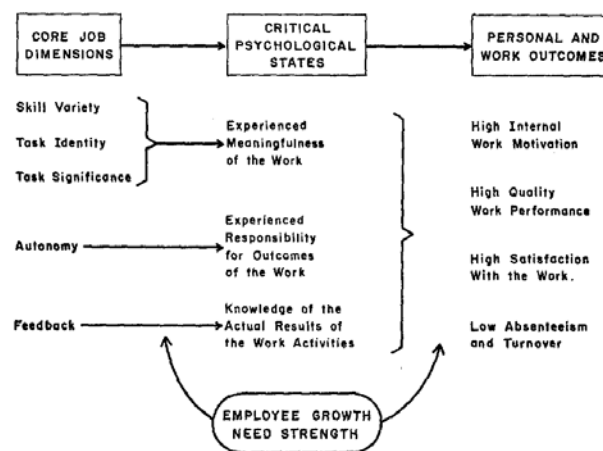 CORE JOB
DIMENSIONS
CRITICAL
PSYCHOLOGICAL
STATES
PERSONAL AND
WORK OUTCOMES
Skill Variety
Task Identity
Task Significance
Experienced
Meaningfulness
of the Work
High Internal
Work Motivation
High Quality
Work Performance
Autonomy
Experienced
Responsibility
for Outcomes
of the Work
High Satisfaction
With the Work.
Feedback
Knowledge of the
Actual Results of
the Work Activities
Low Absenteeism
and Turnover
EMPLOYEE GROWTH
NEED STRENGTH